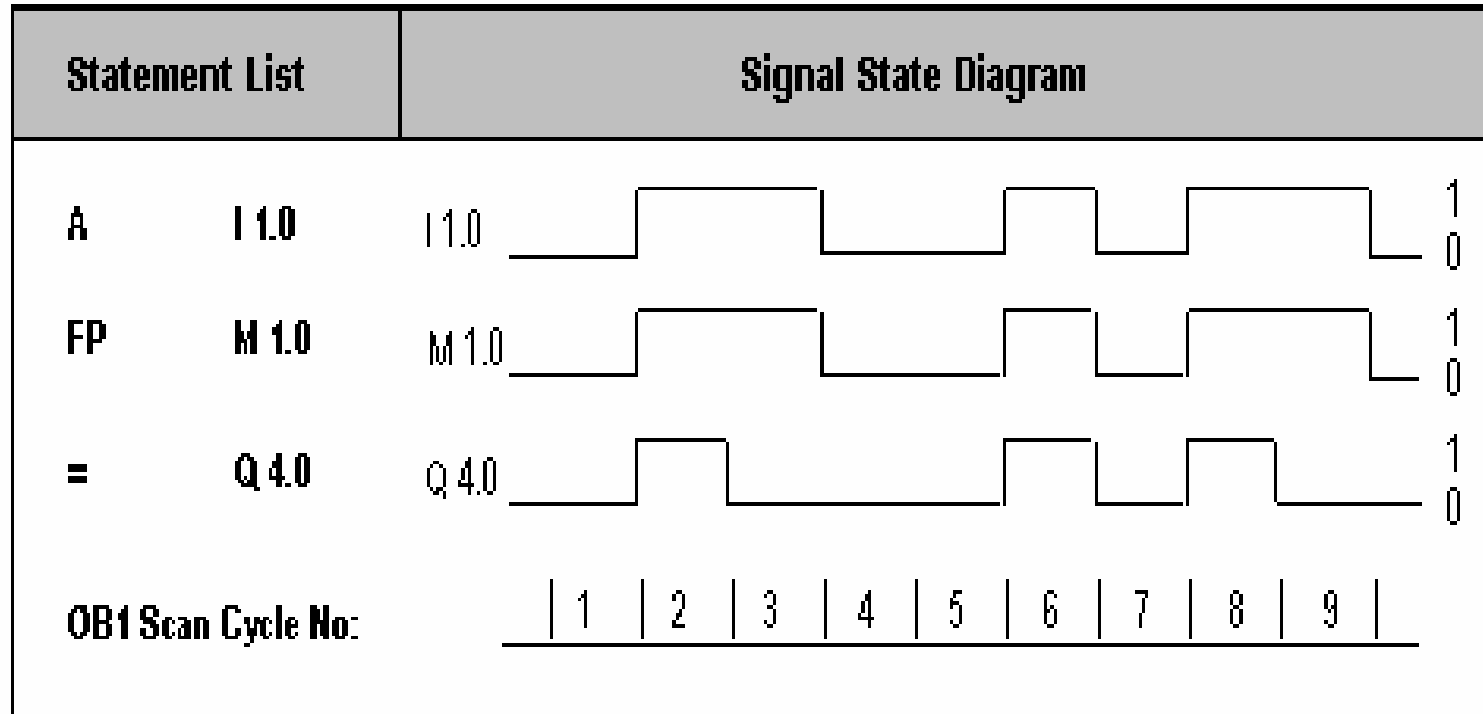 Statement List Signal State Diagram
A I 1.0 I 1.0 1
0
FP M 1.0 M 1.0 1
0
= Q 4.0 Q 4.0 1
0
OB1 Scan Cycle No: 1 2 3 4 5 6 7 8 9